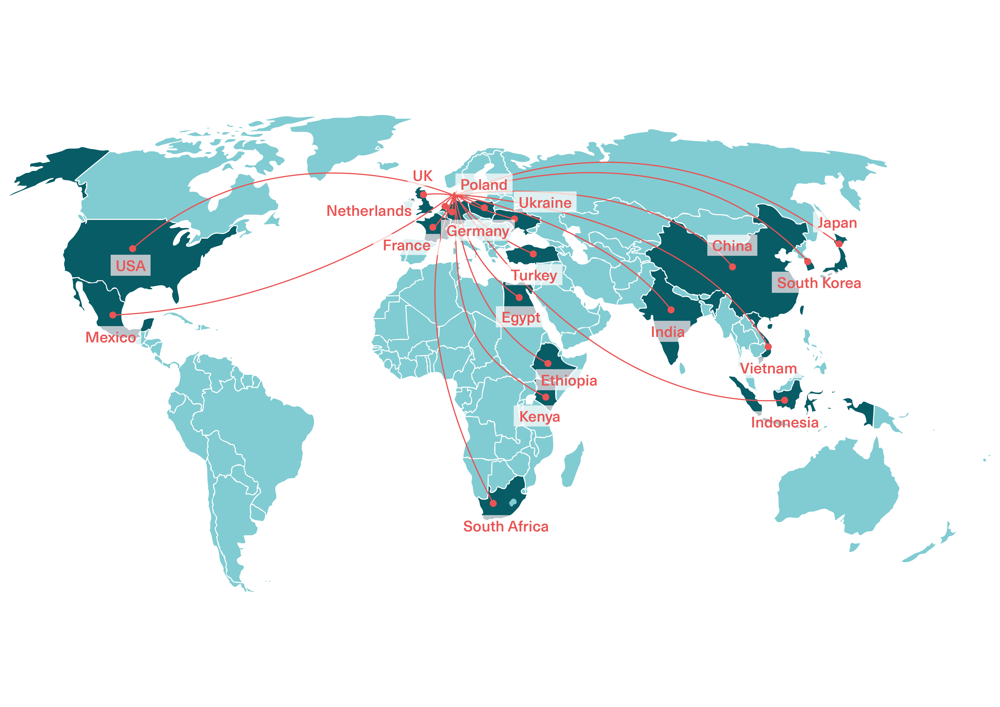 UK
Poland
Ukraine
Netherlands
Japan
Germany
France
China
USA
Turkey
South Korea
Egypt
India
Mexico
Vietnam
Ethiopia
Kenya
Indonesia
South Africa